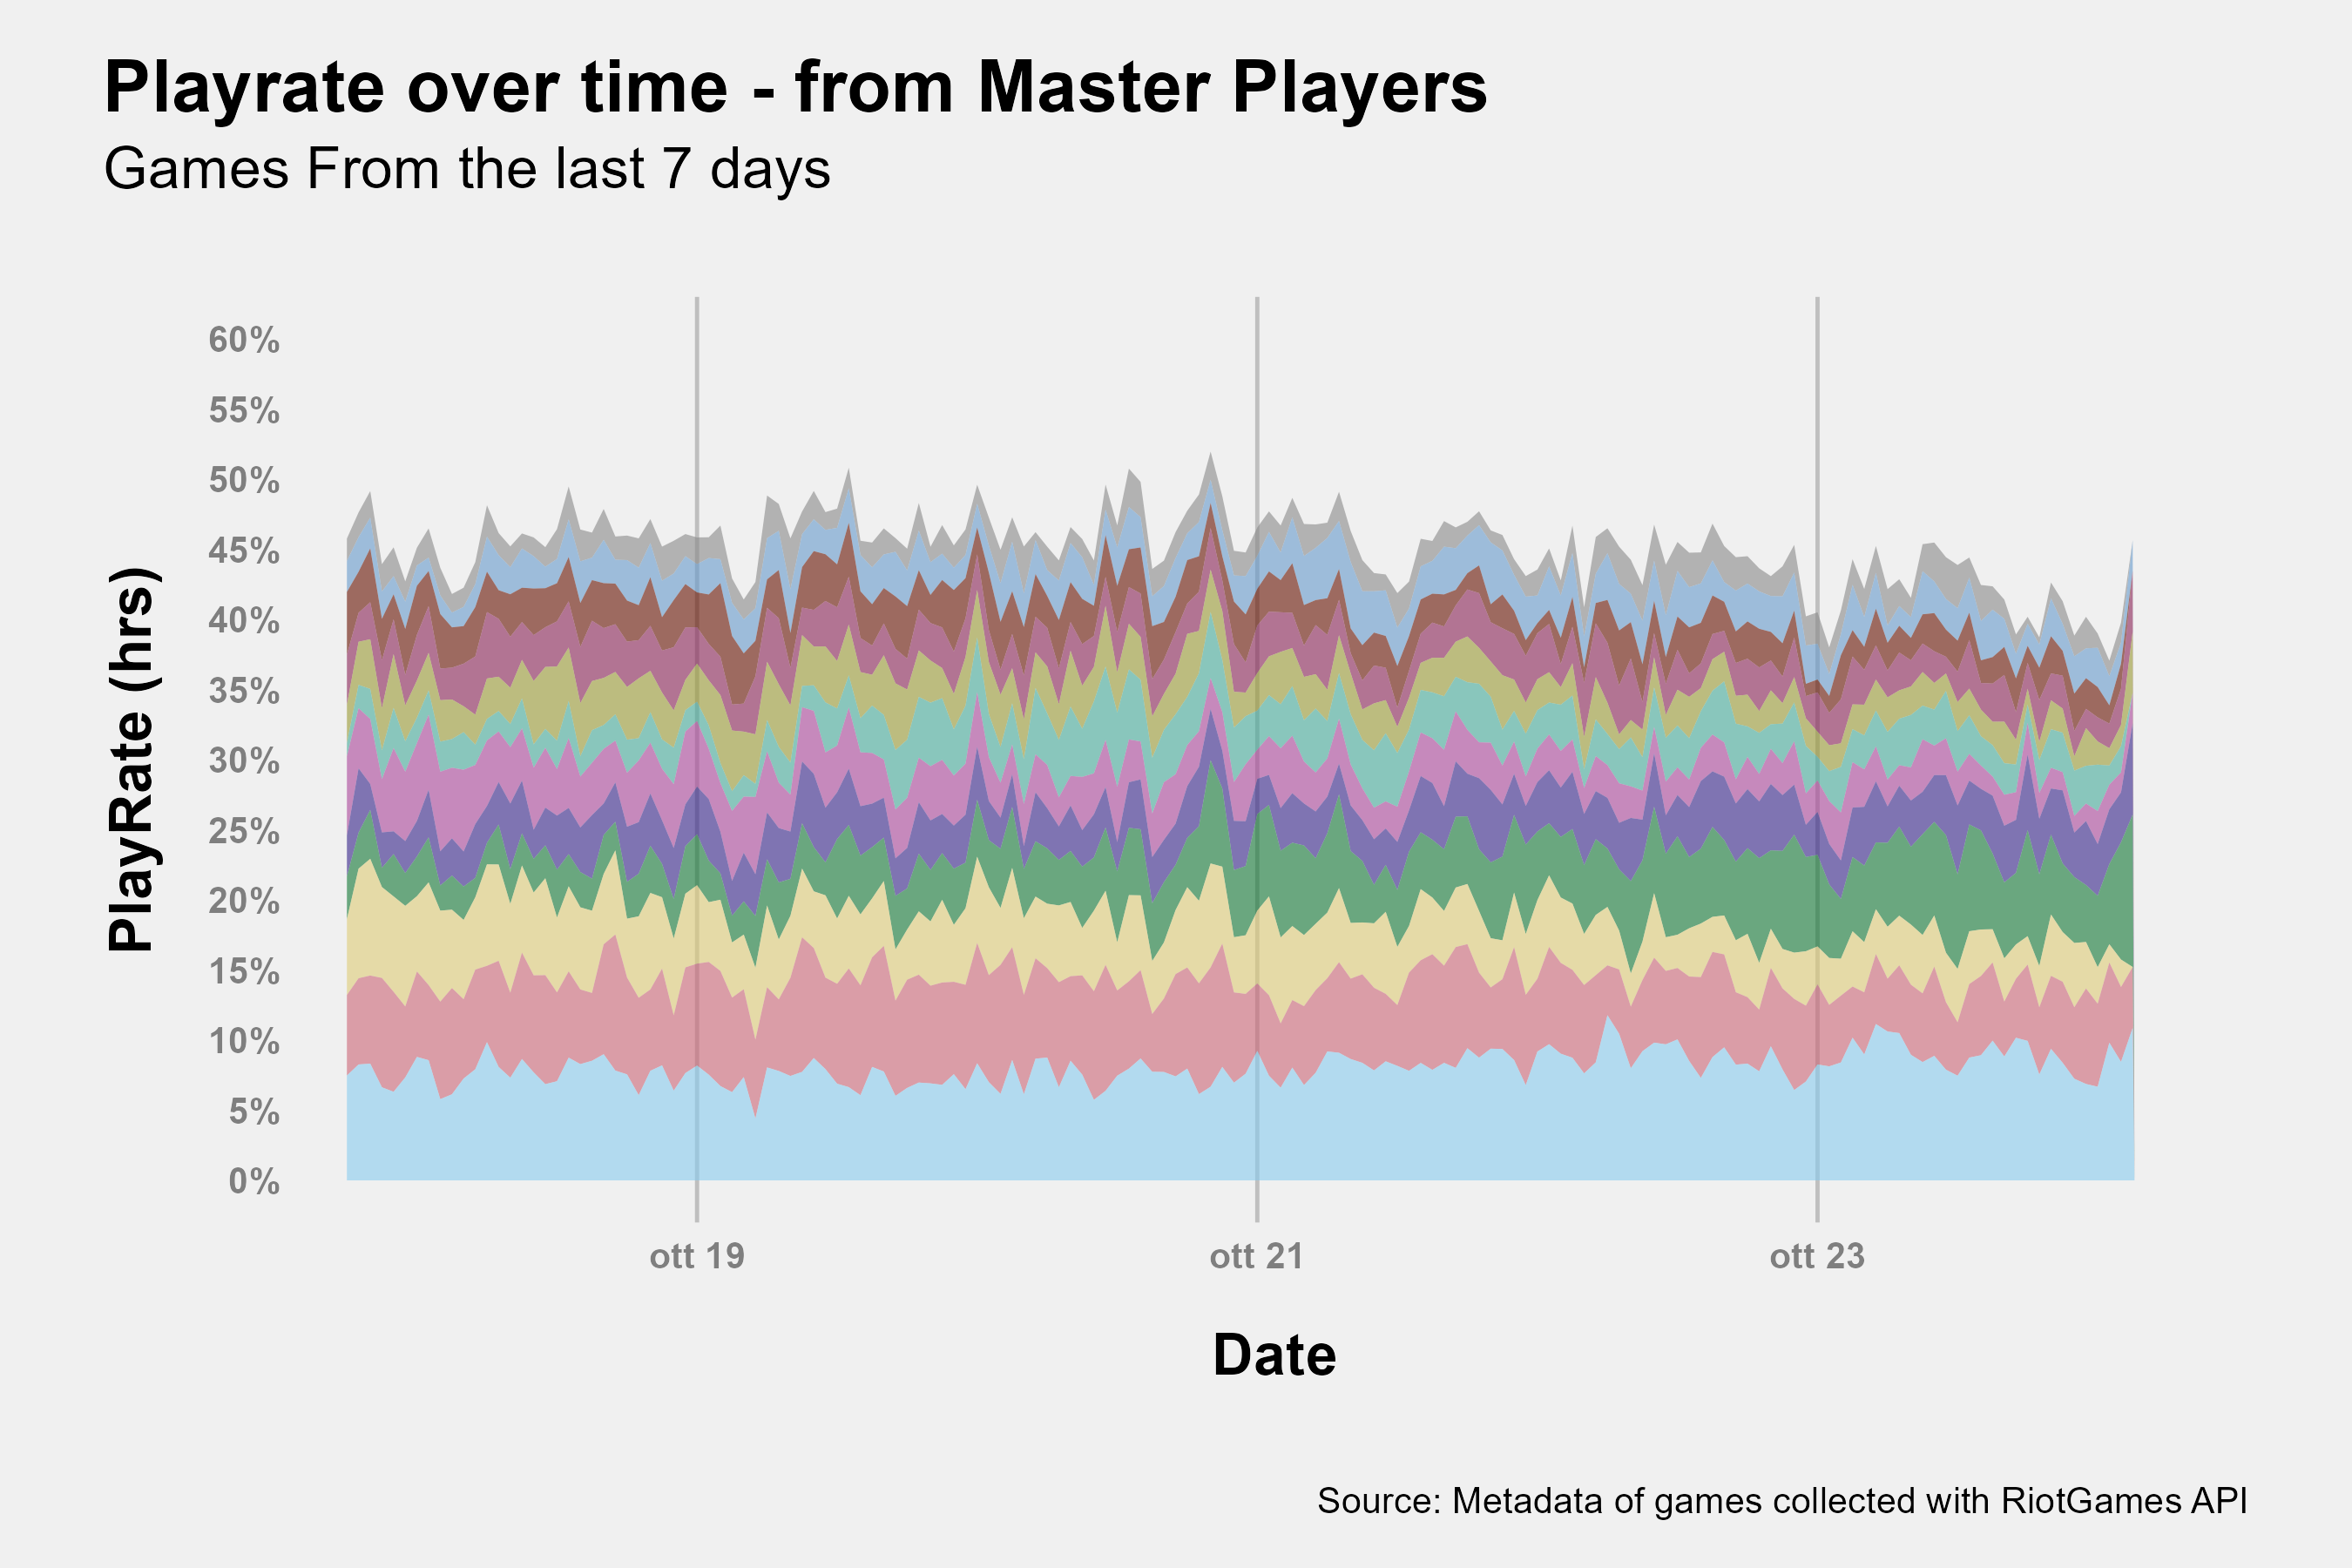 Playrate over time - from Master Players
Games From the last 7 days
60%
55%
50%
45%
40%
35%
30%
25%
20%
15%
10%
5%
0%
PlayRate (hrs)
ott 19
ott 21
ott 23
Date
Source: Metadata of games collected with RiotGames API